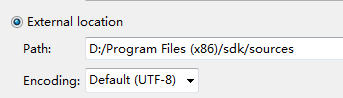 External location
Path: D:/Program Files (x86)/sdk/sources
Encoding: Default (UTF-8)